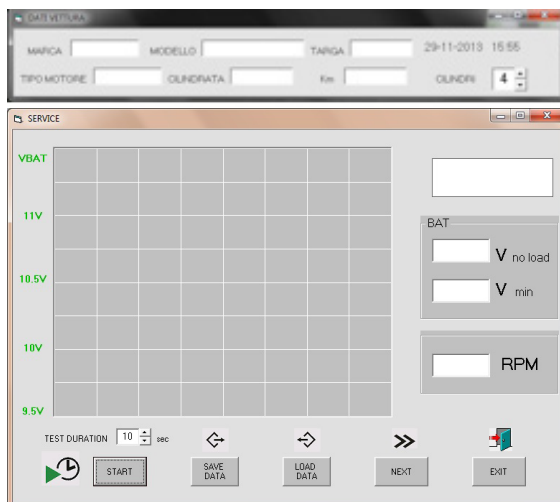 DATI VETTURA
MARCA MODELLO TARGA 29-11-2013 15:55
TIPO MOTORE CILINDRATA Km CILINDRI 4
SERVICE
VBAT
11V
10.5V
10V
9.5V
BAT
V no load
V min
RPM
TEST DURATION 10 sec
START
SAVE DATA
LOAD DATA
NEXT
EXIT